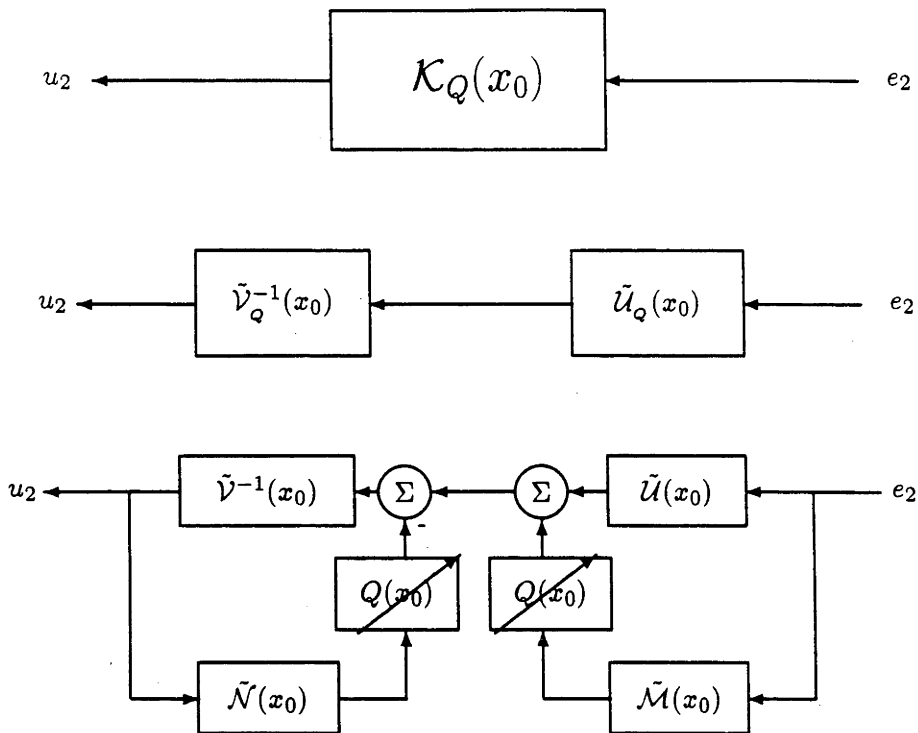 u₂ 𝒦_Q(x₀) e₂
u₂ Ṽ_Q⁻¹(x₀) Ũ_Q(x₀) e₂
u₂ Ṽ⁻¹(x₀) Σ Σ Ũ(x₀) e₂
-
Q(x₀) Q(x₀)
Ñ(x₀) M̃(x₀)